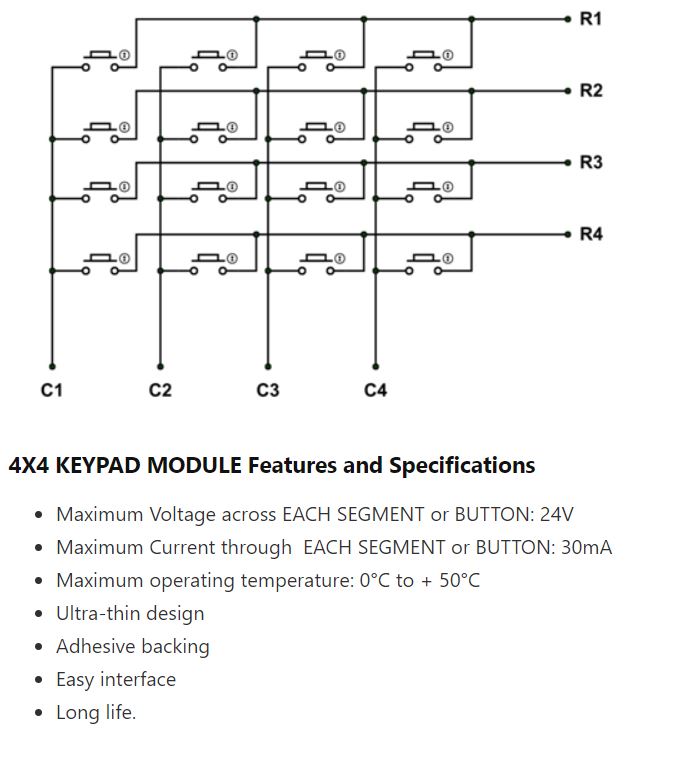 R1
R2
R3
R4
C1 C2 C3 C4
4X4 KEYPAD MODULE Features and Specifications
Maximum Voltage across EACH SEGMENT or BUTTON: 24V
Maximum Current through EACH SEGMENT or BUTTON: 30mA
Maximum operating temperature: 0°C to + 50°C
Ultra-thin design
Adhesive backing
Easy interface
Long life.